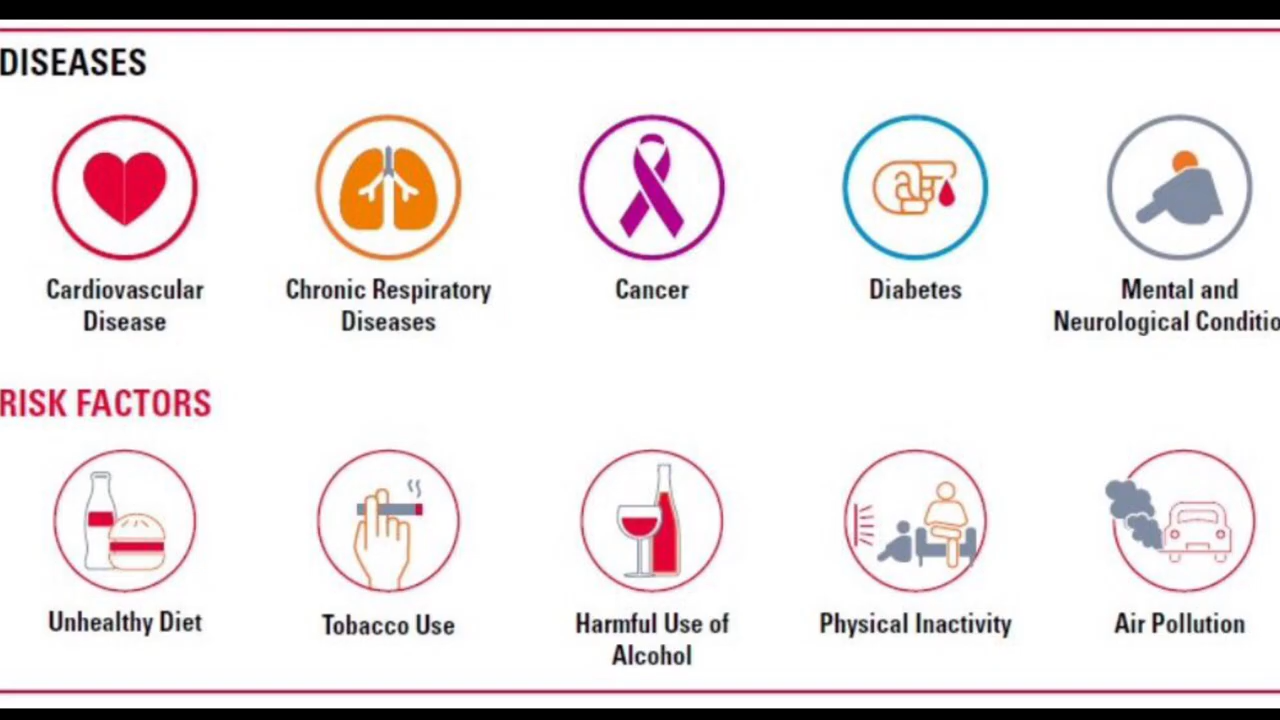 DISEASES
Cardiovascular
Disease
Chronic Respiratory
Diseases
Cancer
Diabetes
Mental and
Neurological Conditio
RISK FACTORS
Unhealthy Diet
Tobacco Use
Harmful Use of
Alcohol
Physical Inactivity
Air Pollution